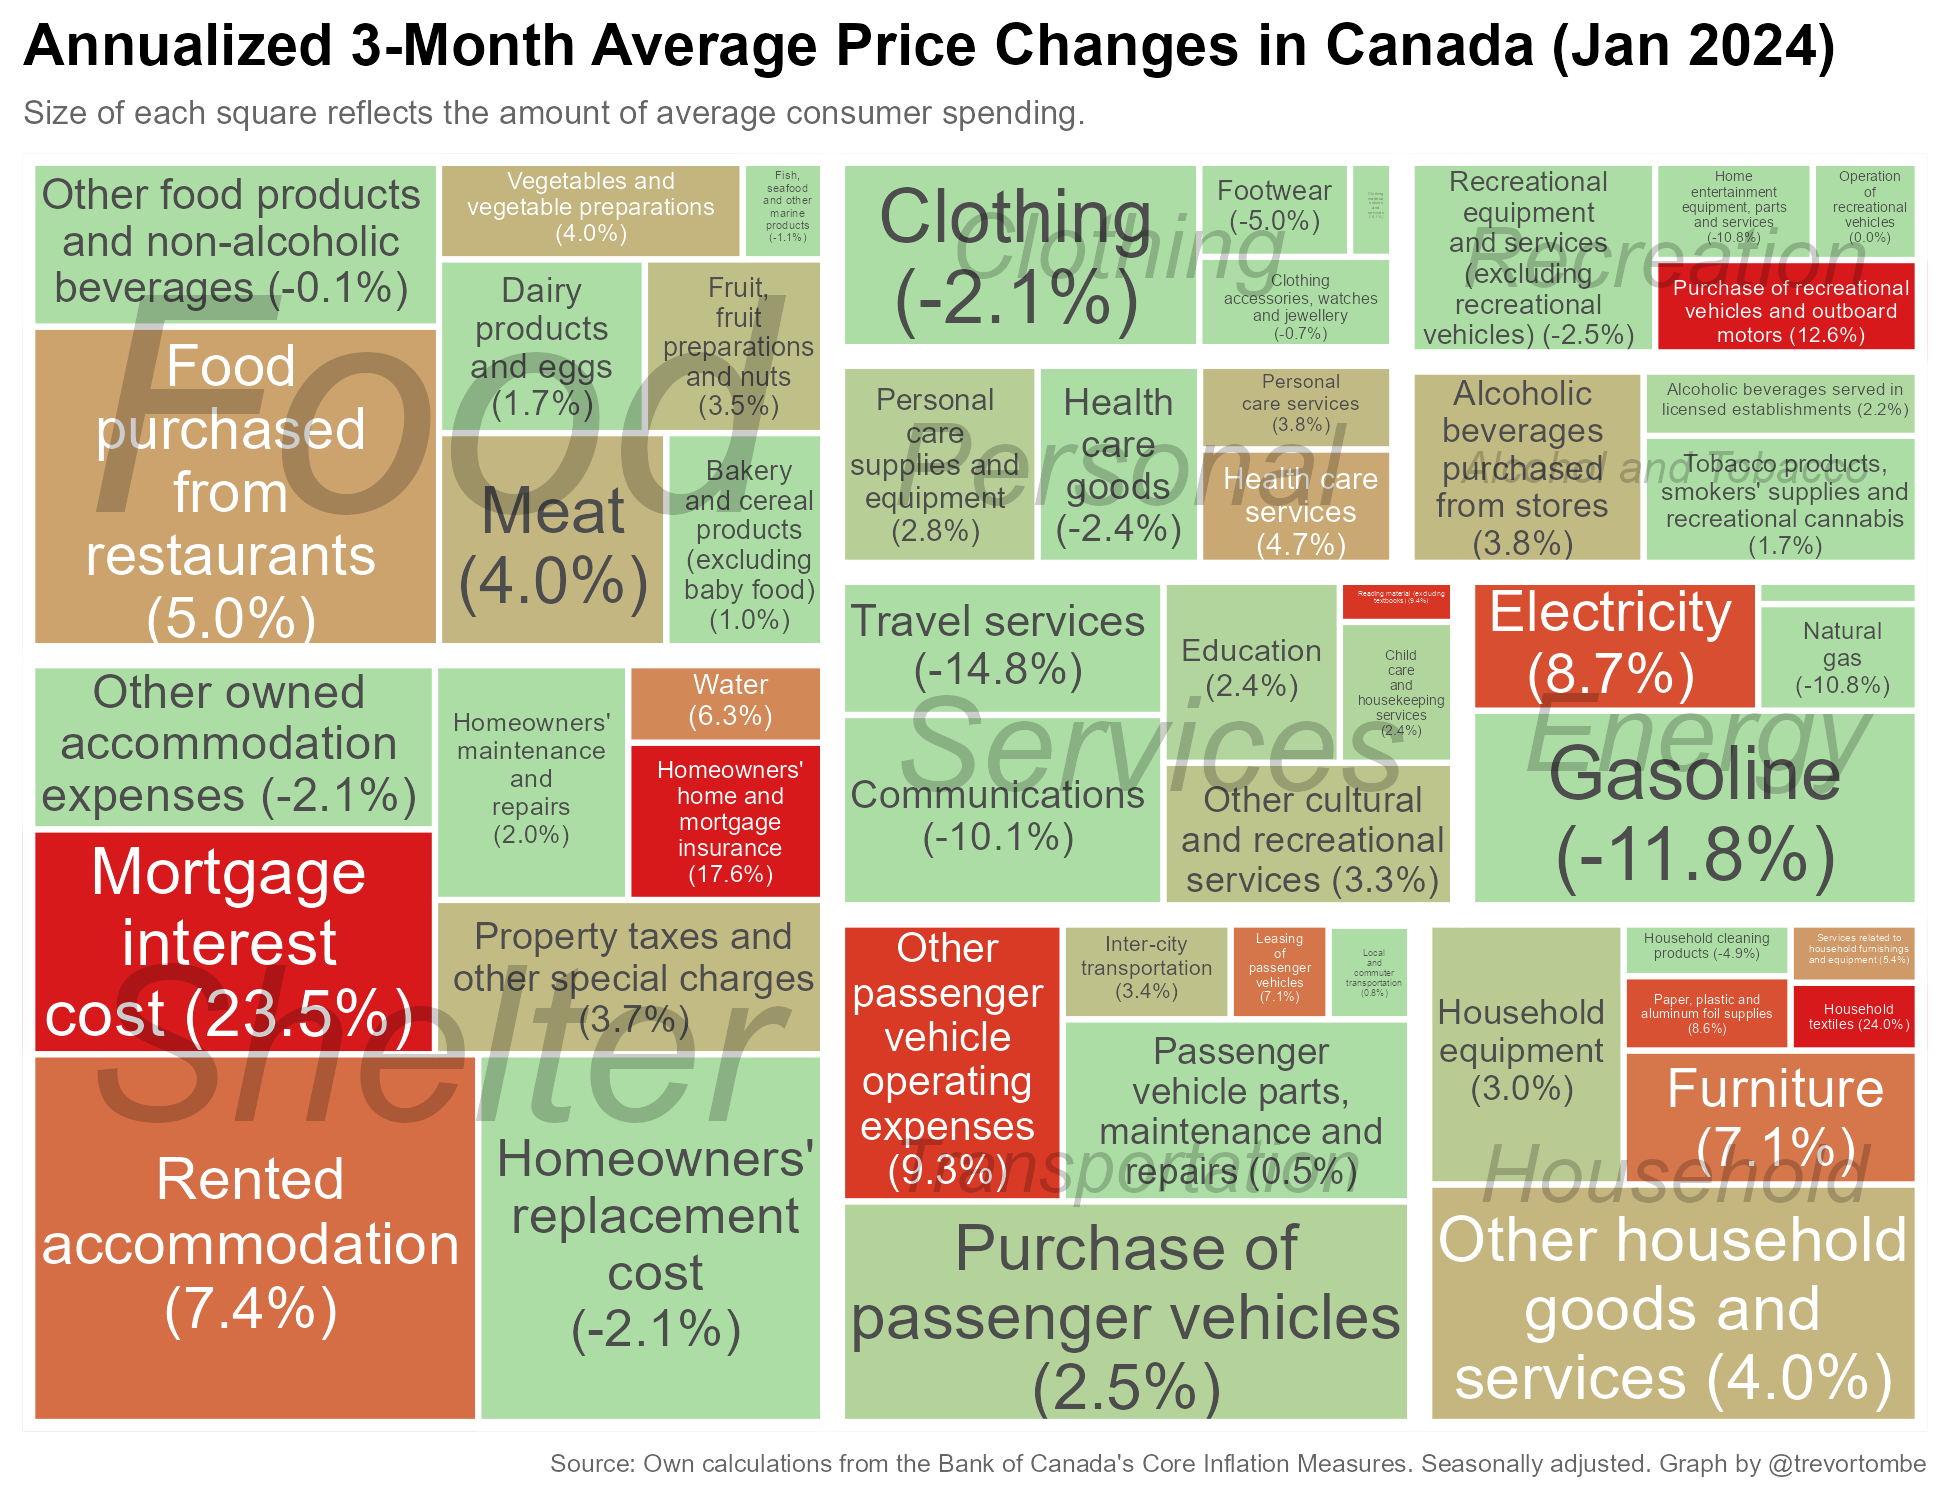 Annualized 3-Month Average Price Changes in Canada (Jan 2024)
Size of each square reflects the amount of average consumer spending.
Other food products
and non-alcoholic
beverages (-0.1%)
Vegetables and
vegetable preparations
(4.0%)
Fish,
seafood
and other
marine
products
(-1.1%)
Food
purchased
from
restaurants
(5.0%)
Dairy
products
and eggs
(1.7%)
Fruit,
fruit
preparations
and nuts
(3.5%)
Meat
(4.0%)
Bakery
and cereal
products
(excluding
baby food)
(1.0%)
Food
Clothing
(-2.1%)
Footwear
(-5.0%)
Clothing
accessories, watches
and jewellery
(-0.7%)
Clothing
Recreational
equipment
and services
(excluding
recreational
vehicles) (-2.5%)
Home
entertainment
equipment, parts
and services
(-10.8%)
Operation
of
recreational
vehicles
(0.0%)
Purchase of recreational
vehicles and outboard
motors (12.6%)
Recreation
Personal
care
supplies and
equipment
(2.8%)
Health
care
goods
(-2.4%)
Personal
care services
(3.8%)
Health care
services
(4.7%)
Personal
Alcoholic
beverages
purchased
from stores
(3.8%)
Alcoholic beverages served in
licensed establishments (2.2%)
Tobacco products,
smokers' supplies and
recreational cannabis
(1.7%)
Alcohol and Tobacco
Travel services
(-14.8%)
Communications
(-10.1%)
Education
(2.4%)
Reading material (excluding
textbooks) (9.4%)
Child
care
and
housekeeping
services
(2.4%)
Other cultural
and recreational
services (3.3%)
Services
Electricity
(8.7%)
Natural
gas
(-10.8%)
Gasoline
(-11.8%)
Energy
Other owned
accommodation
expenses (-2.1%)
Homeowners'
maintenance
and
repairs
(2.0%)
Water
(6.3%)
Homeowners'
home and
mortgage
insurance
(17.6%)
Mortgage
interest
cost (23.5%)
Property taxes and
other special charges
(3.7%)
Rented
accommodation
(7.4%)
Homeowners'
replacement
cost
(-2.1%)
Shelter
Other
passenger
vehicle
operating
expenses
(9.3%)
Inter-city
transportation
(3.4%)
Leasing
of
passenger
vehicles
(7.1%)
Local
and
commuter
transportation
(0.8%)
Passenger
vehicle parts,
maintenance and
repairs (0.5%)
Purchase of
passenger vehicles
(2.5%)
Transportation
Household
equipment
(3.0%)
Household cleaning
products (-4.9%)
Services related to
household furnishings
and equipment (5.4%)
Paper, plastic and
aluminum foil supplies
(8.6%)
Household
textiles (24.0%)
Furniture
(7.1%)
Other household
goods and
services (4.0%)
Household
Source: Own calculations from the Bank of Canada's Core Inflation Measures. Seasonally adjusted. Graph by @trevortombe